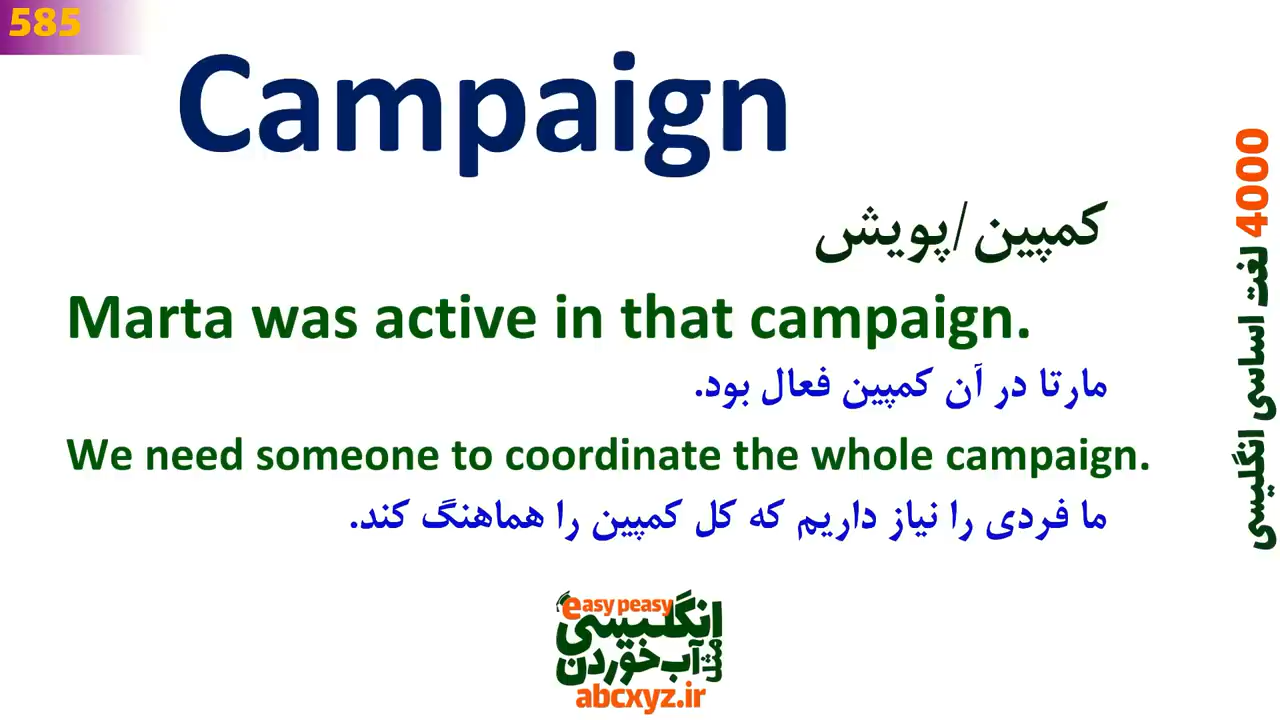 585
Campaign
کمپین/پویش
Marta was active in that campaign.
مارتا در آن کمپین فعال بود.
We need someone to coordinate the whole campaign.
ما فردی را نیاز داریم که کل کمپین را هماهنگ کند.
4000 لغت اساسی انگلیسی
easy peasy
انگلیسی
مثل آب خوردن
abcxyz.ir